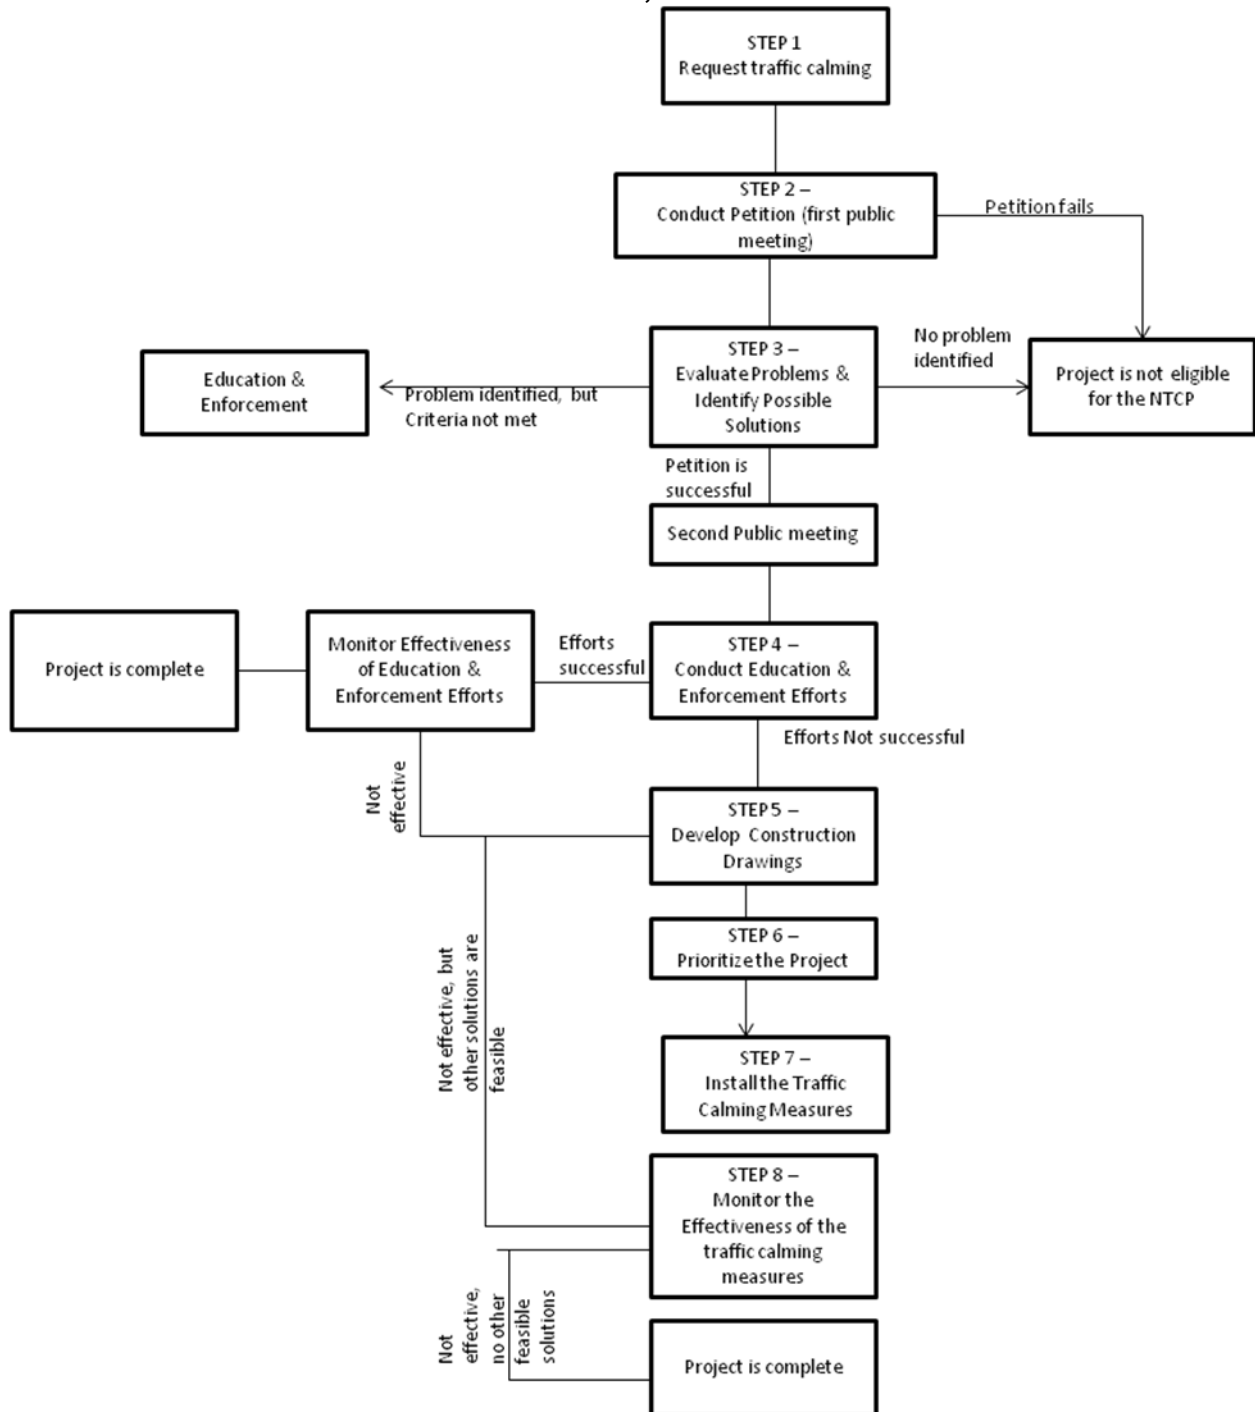 STEP 1
Request traffic calming
STEP 2 –
Conduct Petition (first public
meeting)
Petition fails
STEP 3 –
Evaluate Problems &
Identify Possible
Solutions
No problem
identified
Project is not eligible
for the NTCP
Education &
Enforcement
Problem identified, but
Criteria not met
Petition is
successful
Second Public meeting
Project is complete
Monitor Effectiveness
of Education &
Enforcement Efforts
Efforts
successful
STEP 4 –
Conduct Education &
Enforcement Efforts
Efforts Not successful
Not
effective
STEP 5 –
Develop Construction
Drawings
STEP 6 –
Prioritize the Project
Not effective, but
other solutions are
feasible
STEP 7 –
Install the Traffic
Calming Measures
STEP 8 –
Monitor the
Effectiveness of the
traffic calming
measures
Not
effective,
no other
feasible
solutions
Project is complete